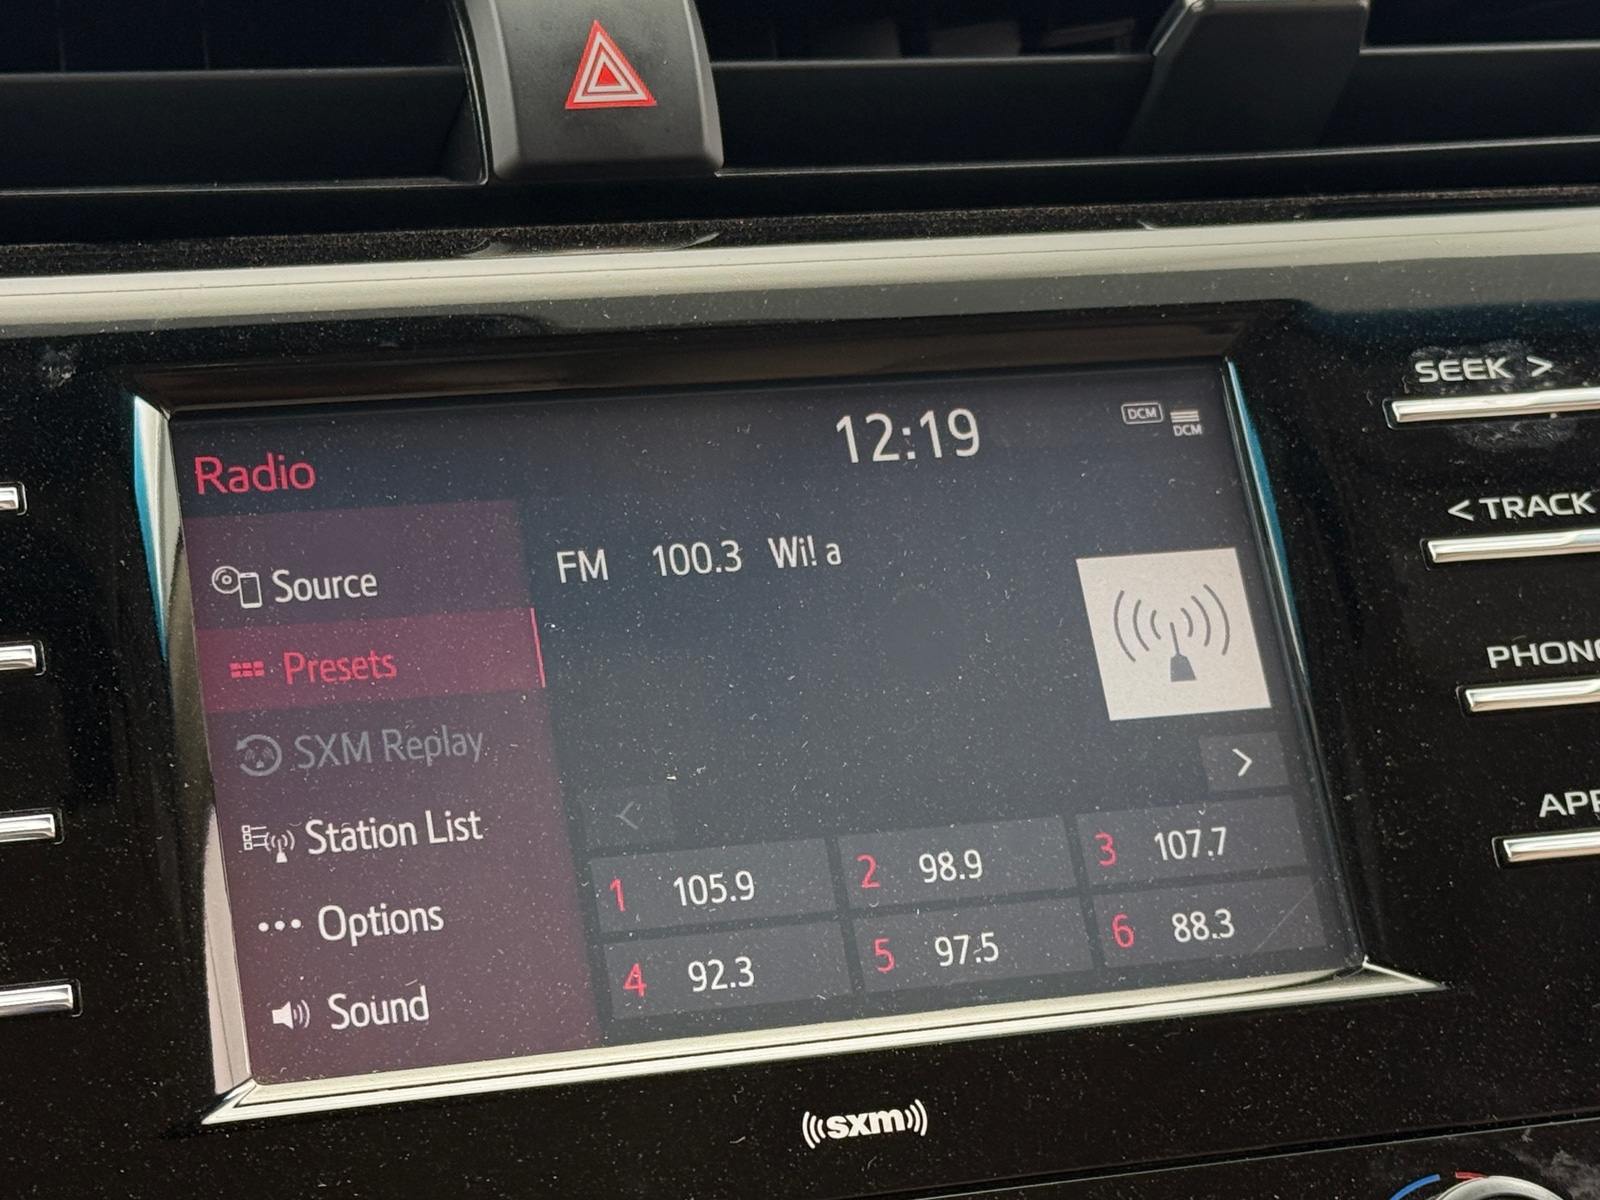 12:19
DCM
DCM
Radio
SEEK >
< TRACK
FM 100.3 Wi! a
Source
Presets
PHON
SXM Replay
>
<
APP
Station List
1 105.9
2 98.9
3 107.7
Options
4 92.3
5 97.5
6 88.3
Sound
sxm